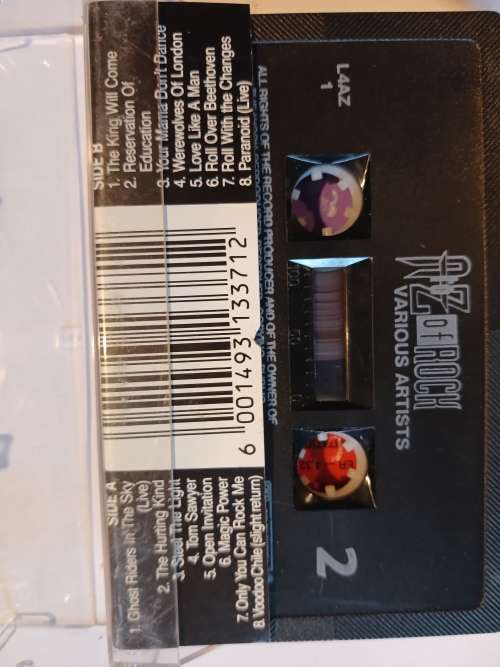 SIDE A
1. Ghost Riders In The Sky
(Live)
2. The Hurting Kind
3. Steal The Light
4. Tom Sawyer
5. Open Invitation
6. Magic Power
7. Only You Can Rock Me
8. Voodoo Chile (slight return)
6 001493 133712
SIDE B
1. The King Will Come
2. Reservation Of
Education
3. Your Mama Don't Dance
4. Werewolves Of London
5. Love Like A Man
6. Roll Over Beethoven
7. Roll With the Changes
8. Paranoid (Live)
ALL RIGHTS OF THE RECORD PRODUCER AND OF THE OWNER OF
L4AZ
1
A-Z of ROCK
VARIOUS ARTISTS
100 50 0
2